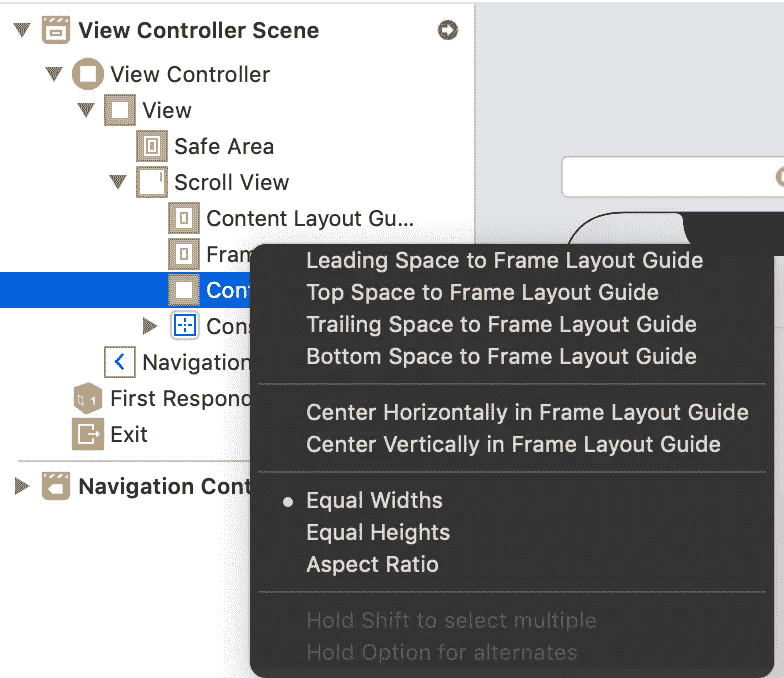 View Controller Scene
View Controller
View
Safe Area
Scroll View
Content Layout Gu...
Fram
Con
Cons
Navigation
First Respond
Exit
Navigation Cont
Leading Space to Frame Layout Guide
Top Space to Frame Layout Guide
Trailing Space to Frame Layout Guide
Bottom Space to Frame Layout Guide
Center Horizontally in Frame Layout Guide
Center Vertically in Frame Layout Guide
Equal Widths
Equal Heights
Aspect Ratio
Hold Shift to select multiple
Hold Option for alternates